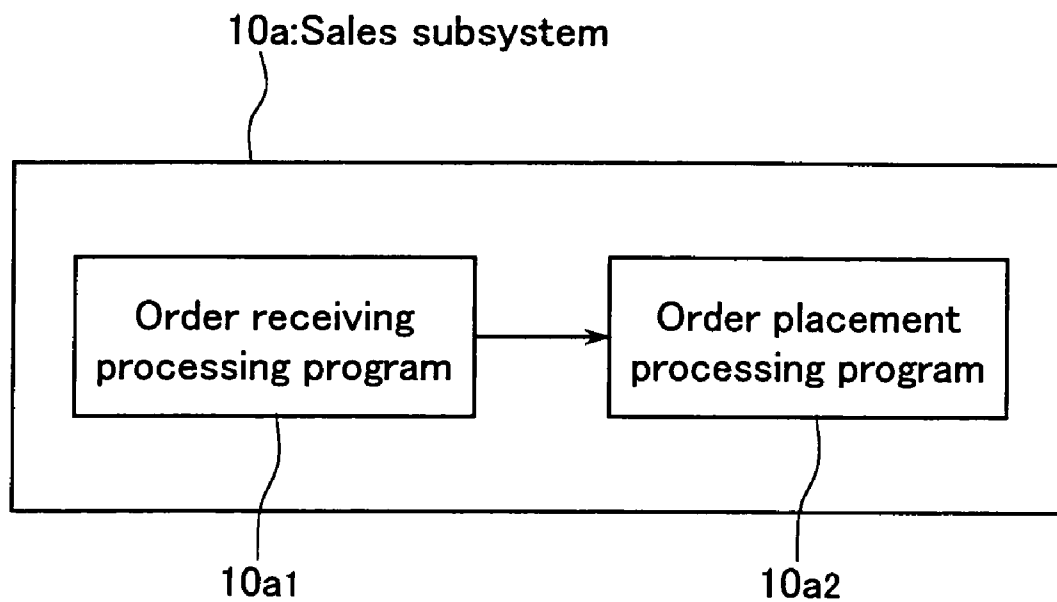 10a:Sales subsystem
Order receiving
processing program
Order placement
processing program
10a1
10a2